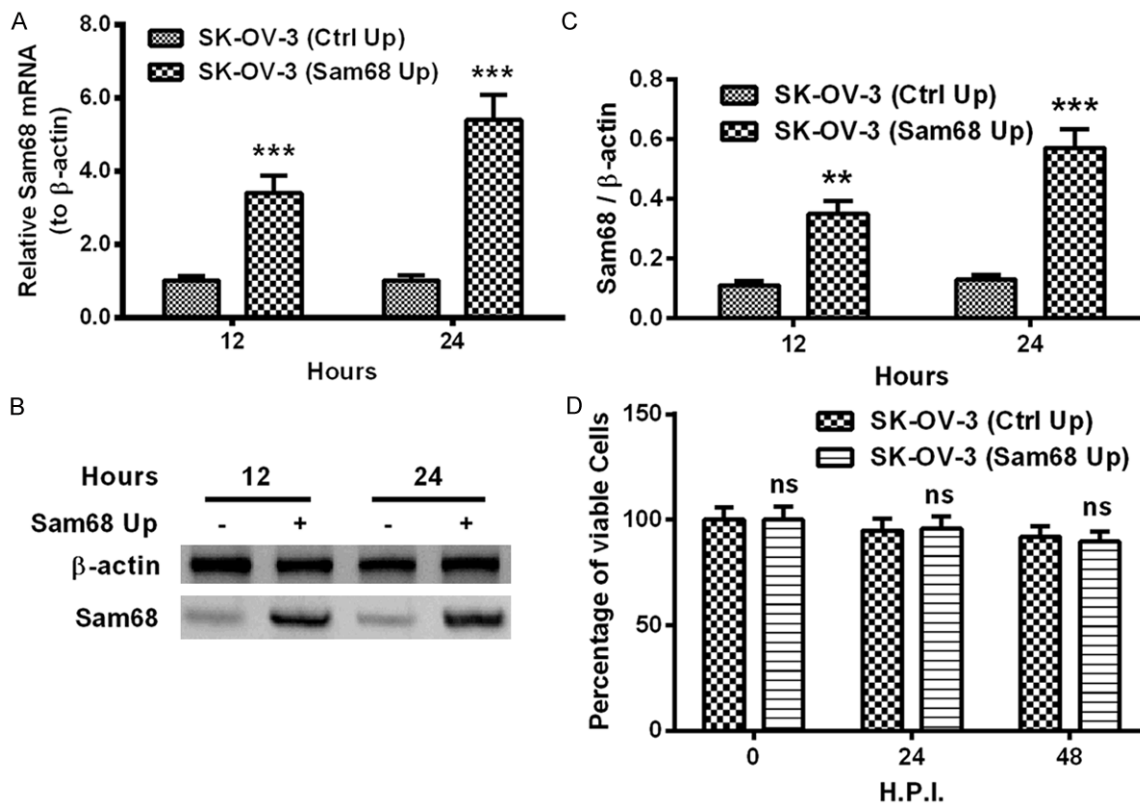 A
8.0
6.0
4.0
2.0
0.0
Relative Sam68 mRNA
(to β-actin)
SK-OV-3 (Ctrl Up)
SK-OV-3 (Sam68 Up)
***
***
12
24
Hours
B
Hours
12
24
Sam68 Up
-
+
-
+
β-actin
Sam68
C
0.8
0.6
0.4
0.2
0.0
Sam68 / β-actin
SK-OV-3 (Ctrl Up)
SK-OV-3 (Sam68 Up)
**
***
12
24
Hours
D
150
100
50
0
Percentage of viable Cells
SK-OV-3 (Ctrl Up)
SK-OV-3 (Sam68 Up)
ns
ns
ns
0
24
48
H.P.I.